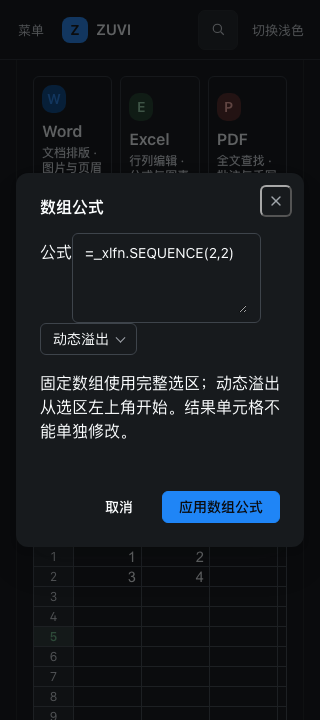 菜单
Z
ZUVI
切换浅色
W
E
P
Word
Excel
PDF
文档排版 ·
行列编辑 ·
全文查找 ·
图片与页眉
数组公式
公式
=_xlfn.SEQUENCE(2,2)
动态溢出
固定数组使用完整选区；动态溢出
从选区左上角开始。结果单元格不
能单独修改。
取消
应用数组公式
1 1 2
2 3 4
3
4
5
6
7
8
9